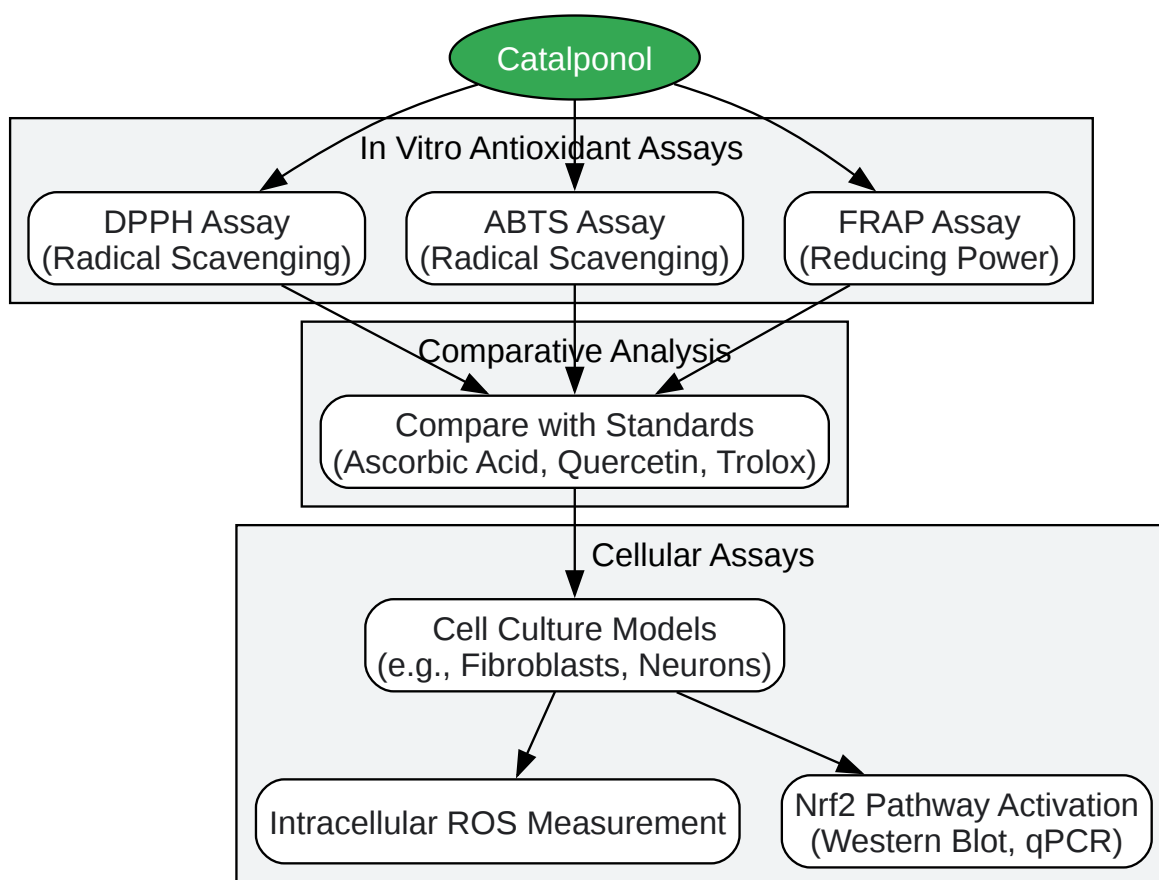 Catalponol
In Vitro Antioxidant Assays
DPPH Assay
(Radical Scavenging)
ABTS Assay
(Radical Scavenging)
FRAP Assay
(Reducing Power)
Comparative Analysis
Compare with Standards
(Ascorbic Acid, Quercetin, Trolox)
Cellular Assays
Cell Culture Models
(e.g., Fibroblasts, Neurons)
Intracellular ROS Measurement
Nrf2 Pathway Activation
(Western Blot, qPCR)